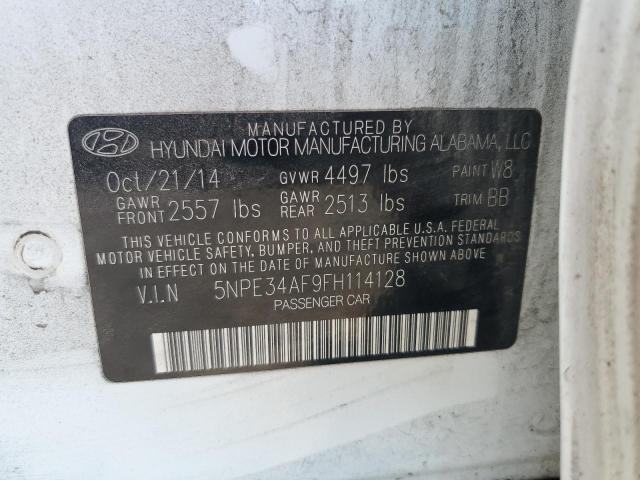 MANUFACTURED BY
HYUNDAI MOTOR MANUFACTURING ALABAMA, LLC
Oct/21/14 GVWR 4497 lbs PAINT W8
GAWR FRONT 2557 lbs GAWR REAR 2513 lbs TRIM BB
THIS VEHICLE CONFORMS TO ALL APPLICABLE U.S.A. FEDERAL
MOTOR VEHICLE SAFETY, BUMPER, AND THEFT PREVENTION STANDARDS
IN EFFECT ON THE DATE OF MANUFACTURE SHOWN ABOVE
V.I.N 5NPE34AF9FH114128
PASSENGER CAR